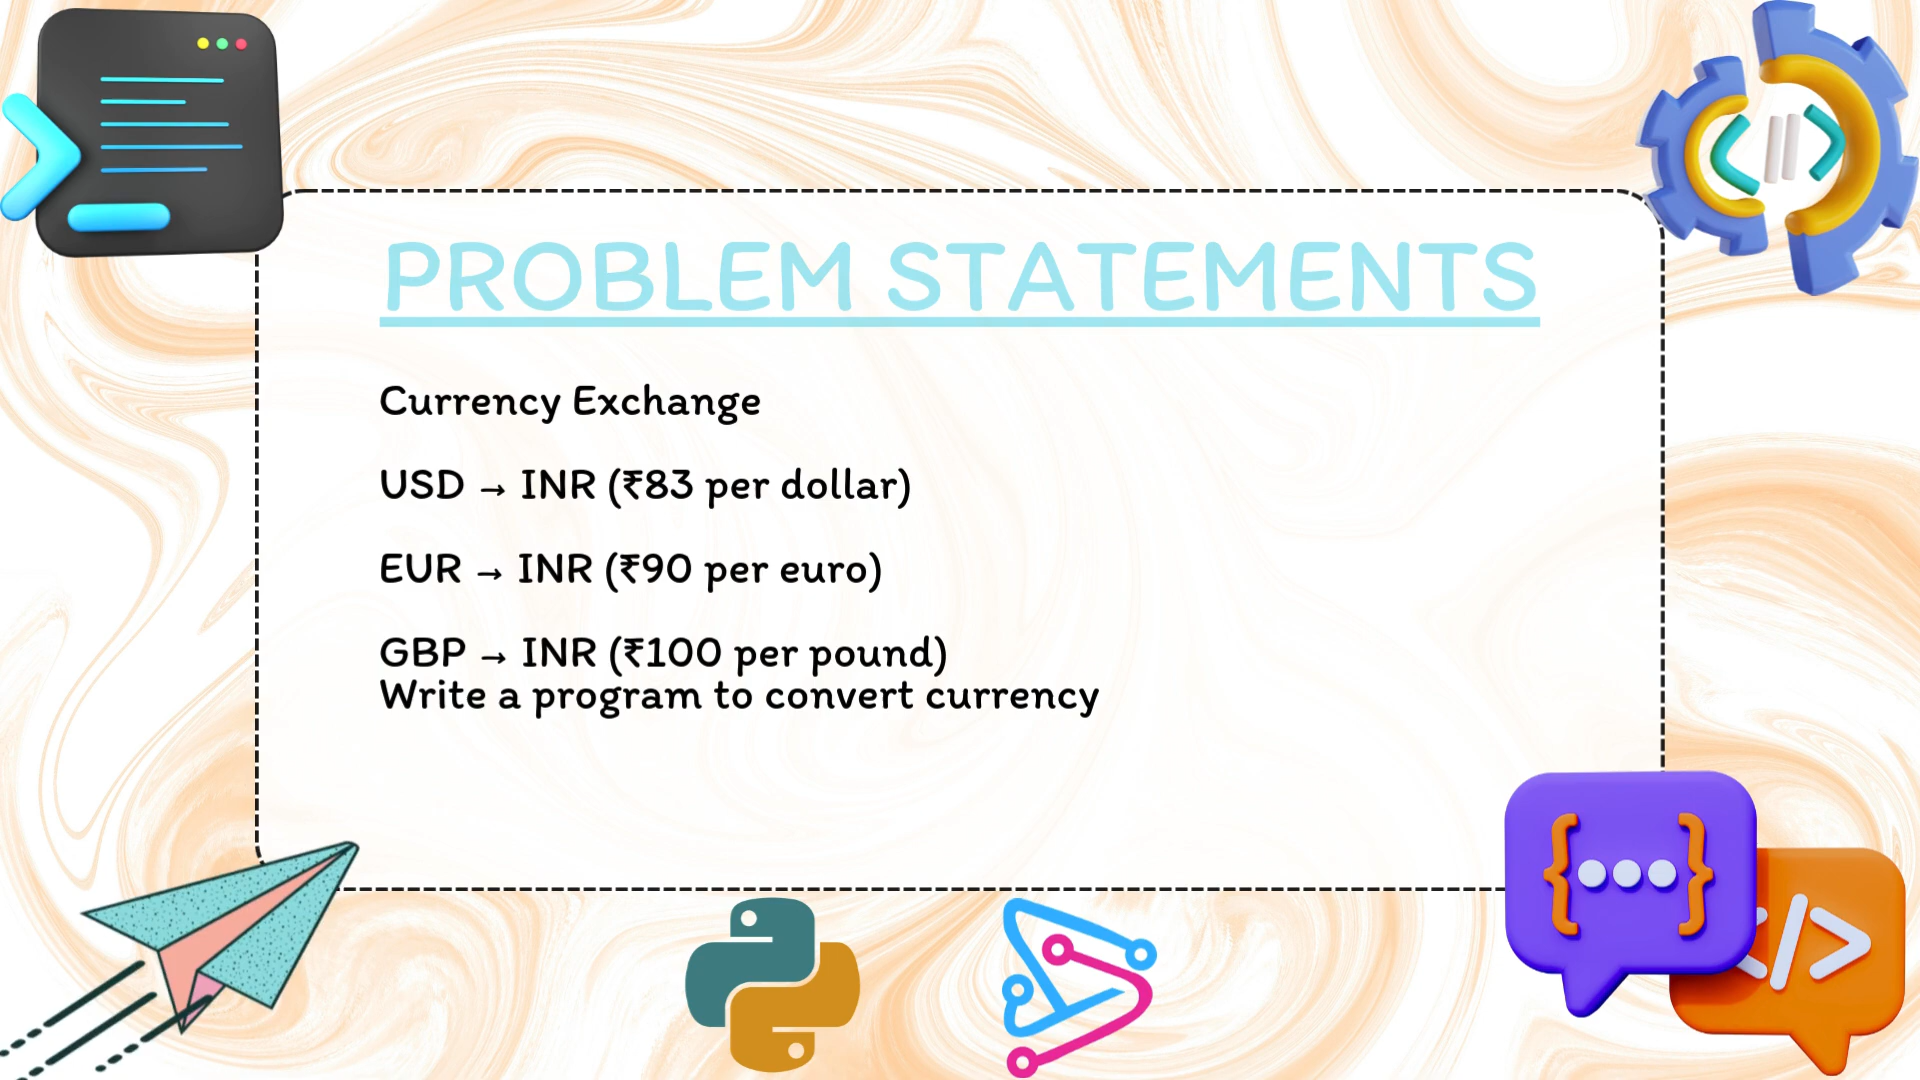 PROBLEM STATEMENTS
Currency Exchange
USD → INR (₹83 per dollar)
EUR → INR (₹90 per euro)
GBP → INR (₹100 per pound)
Write a program to convert currency